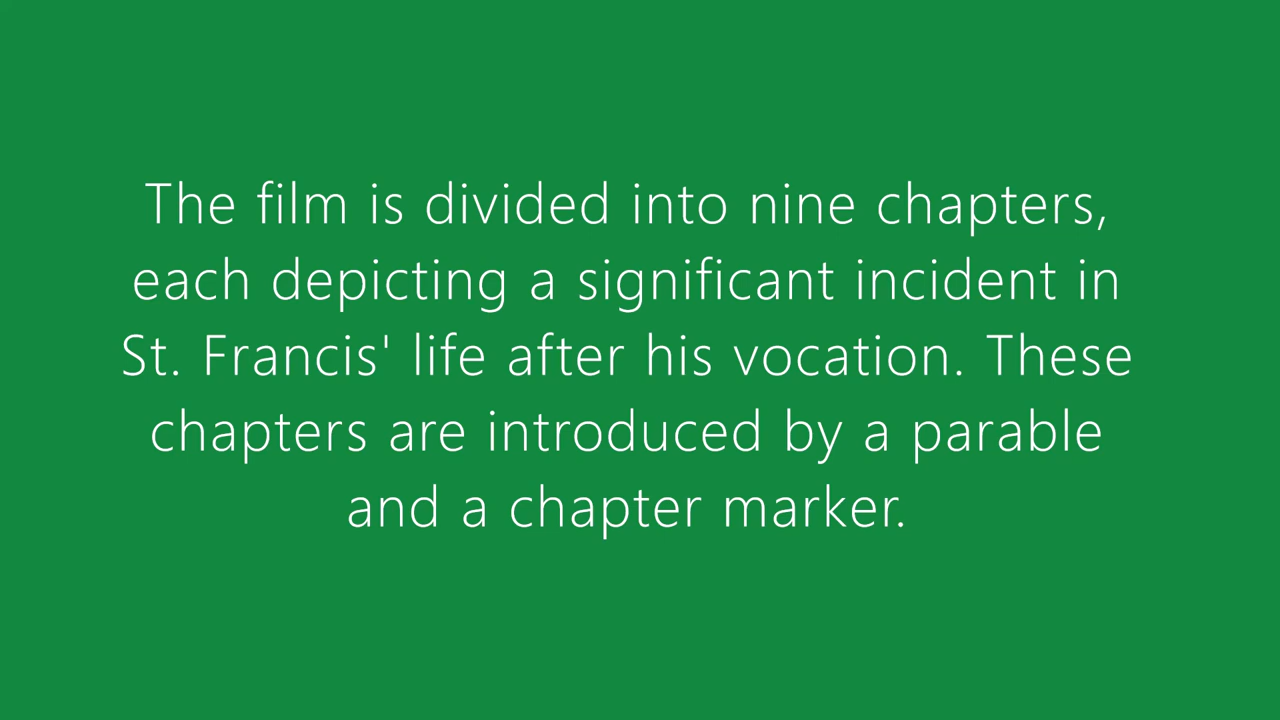 The film is divided into nine chapters,
each depicting a significant incident in
St. Francis' life after his vocation. These
chapters are introduced by a parable
and a chapter marker.